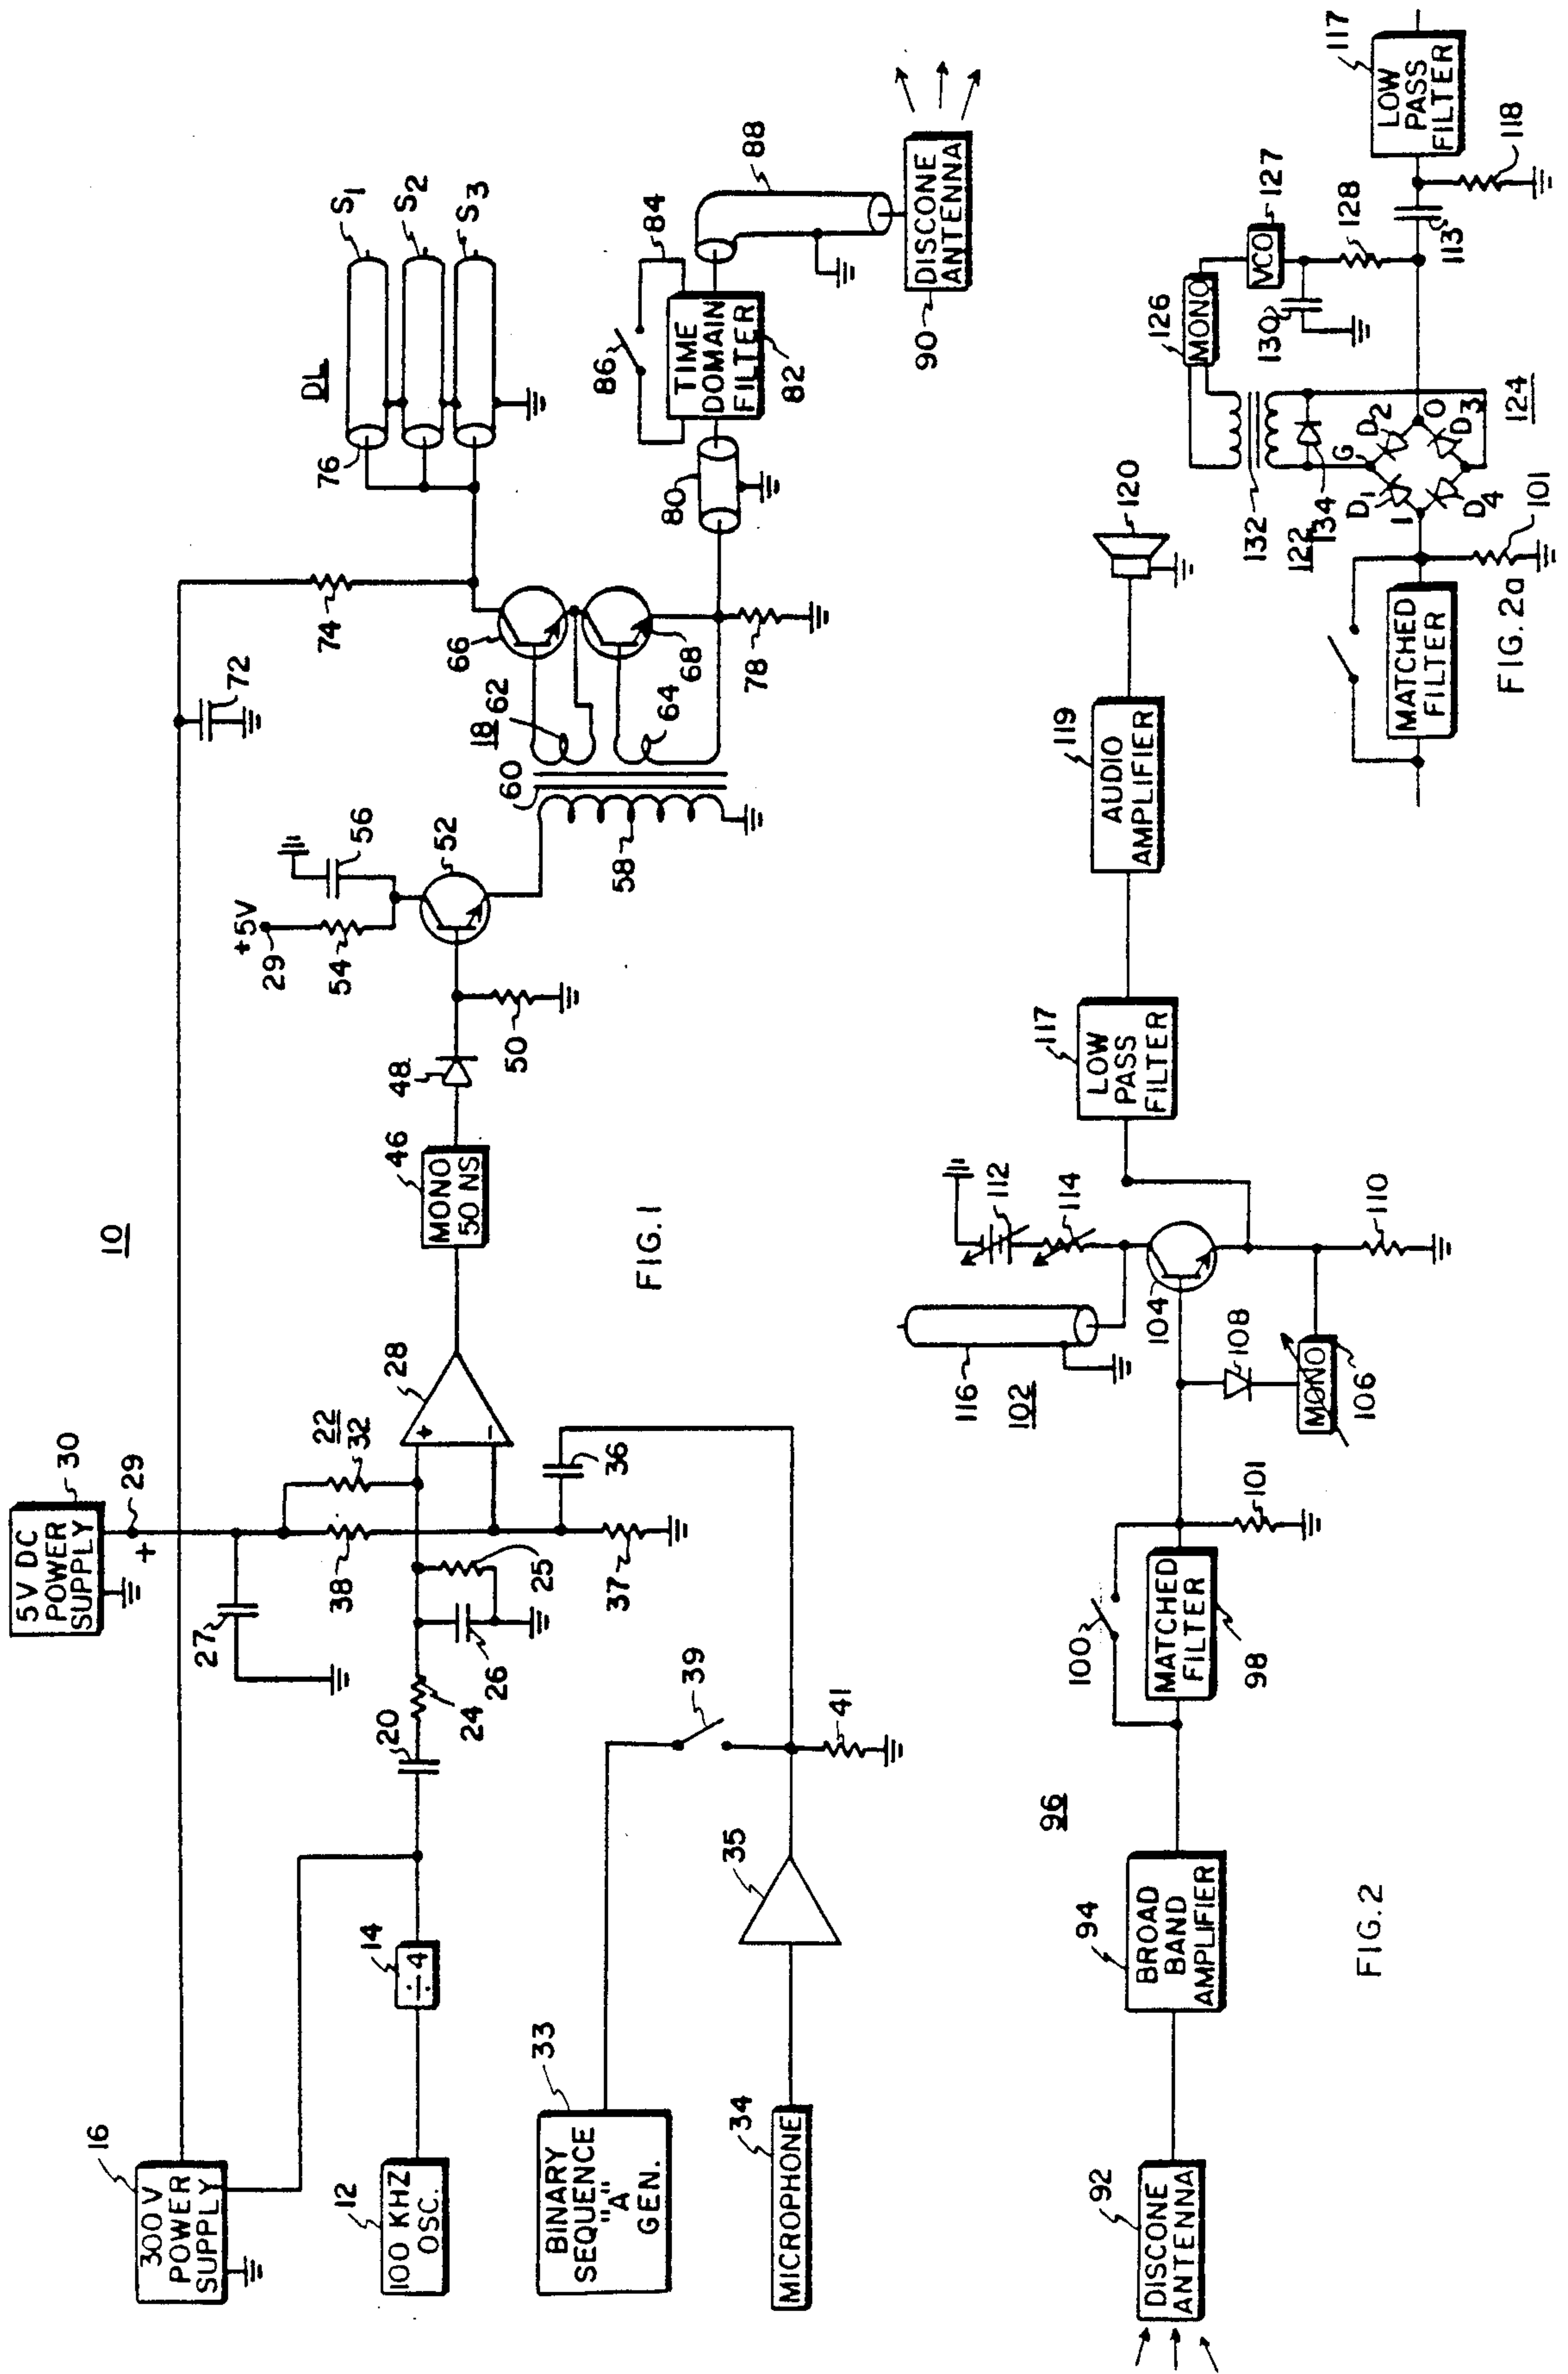 10
16
300 V
POWER
SUPPLY
12
100 KHZ
OSC.
14
÷4
20
24
26
25
27
5V DC
POWER
SUPPLY
30
29
+
38
32
22
28
+
-
36
37
33
BINARY
SEQUENCE
"A"
GEN.
34
MICROPHONE
35
39
41
46
MONO
50 NS
48
50
+5V
29
54
56
52
58
60
18
62
64
66
68
72
74
78
76
DL
S1
S2
S3
80
86
84
TIME
DOMAIN
FILTER
82
88
90
DISCONE
ANTENNA
FIG. 1
92
DISCONE
ANTENNA
94
BROAD
BAND
AMPLIFIER
96
100
MATCHED
FILTER
98
101
102
116
104
108
MONO
106
110
112
114
117
LOW
PASS
FILTER
119
AUDIO
AMPLIFIER
120
FIG. 2
MATCHED
FILTER
101
122
132
134
D1
D2
D3
D4
G
I
O
124
126
MONO
127
VCO
130
128
113
118
117
LOW
PASS
FILTER
FIG. 2a